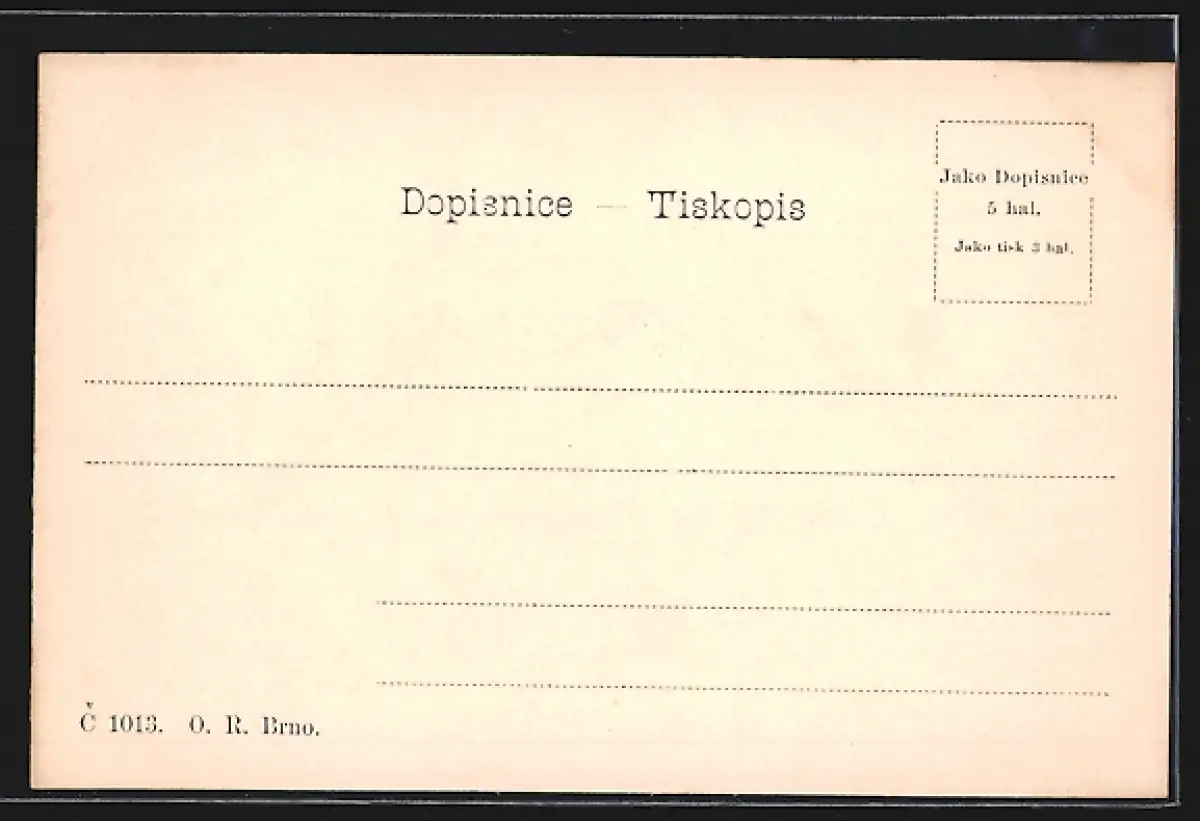 Dopisnice — Tiskopis
Jako Dopisnice
5 hal.
Jako tisk 3 hal.
Č 1013. O. R. Brno.